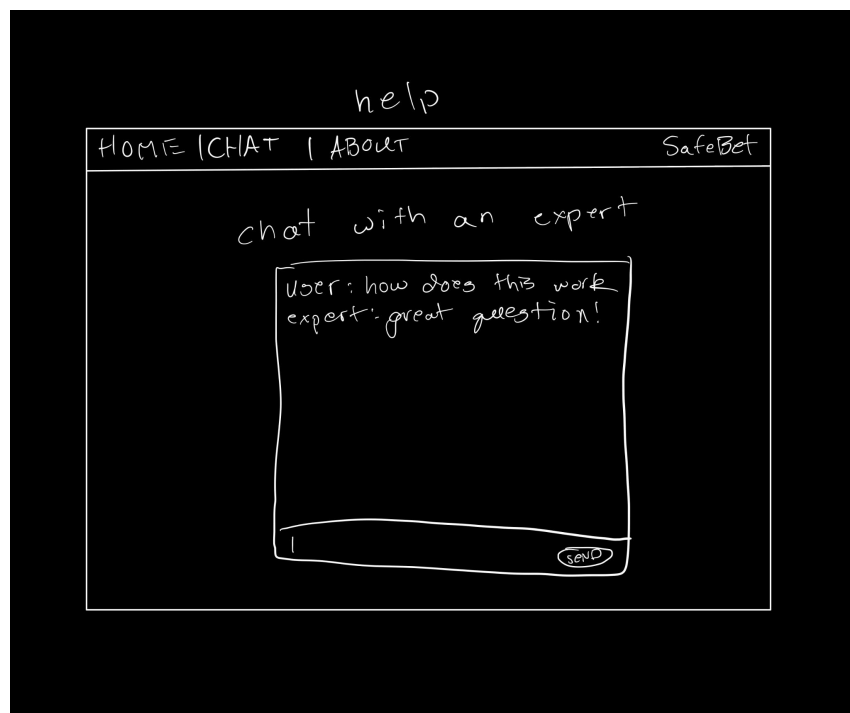 help
HOME | CHAT | ABOUT SafeBet
chat with an expert
user: how does this work
expert: great question!
SEND